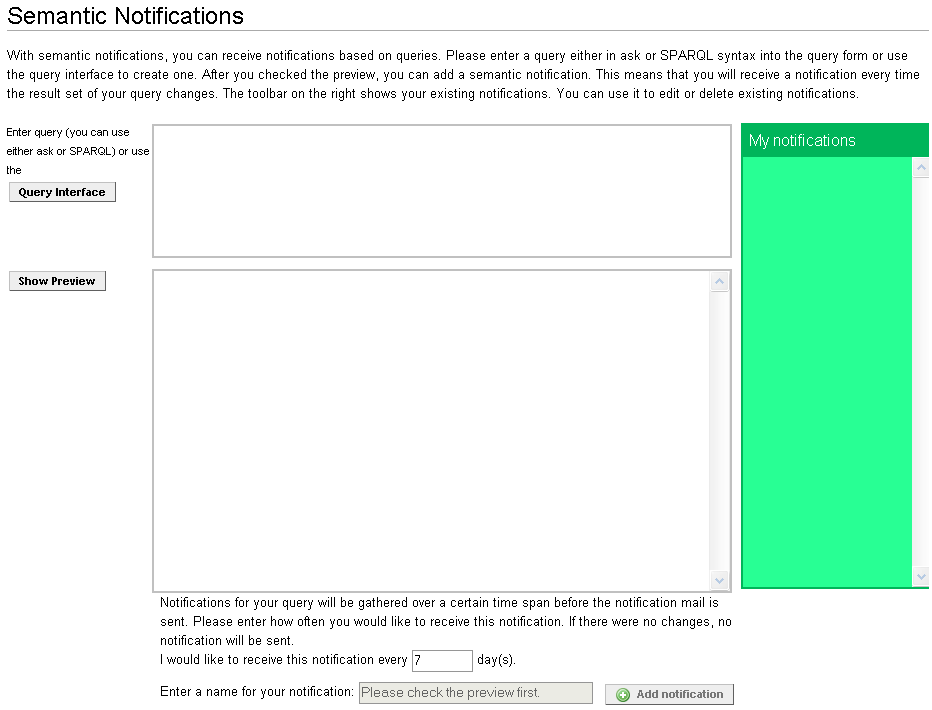 Semantic Notifications
With semantic notifications, you can receive notifications based on queries. Please enter a query either in ask or SPARQL syntax into the query form or use
the query interface to create one. After you checked the preview, you can add a semantic notification. This means that you will receive a notification every time
the result set of your query changes. The toolbar on the right shows your existing notifications. You can use it to edit or delete existing notifications.
Enter query (you can use
either ask or SPARQL) or use
the
Query Interface
My notifications
Show Preview
Notifications for your query will be gathered over a certain time span before the notification mail is
sent. Please enter how often you would like to receive this notification. If there were no changes, no
notification will be sent.
I would like to receive this notification every 7 day(s).
Enter a name for your notification: Please check the preview first. Add notification